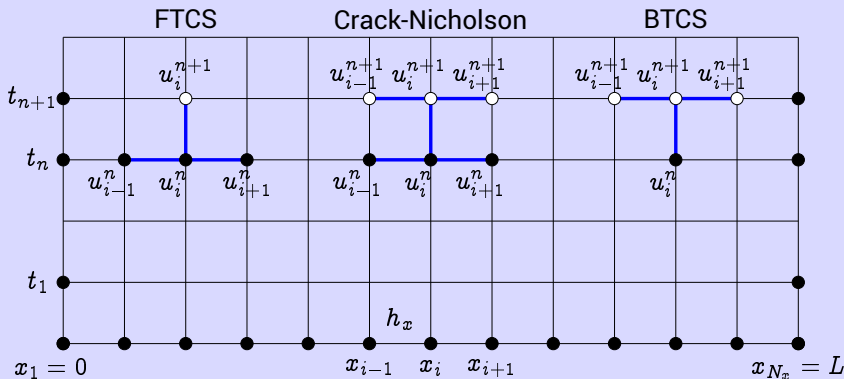 FTCS Crack-Nicholson BTCS
u_i^{n+1} u_{i-1}^{n+1} u_i^{n+1} u_{i+1}^{n+1} u_{i-1}^{n+1} u_i^{n+1} u_{i+1}^{n+1}
t_{n+1}
t_n
u_{i-1}^n u_i^n u_{i+1}^n u_{i-1}^n u_i^n u_{i+1}^n u_i^n
t_1
h_x
x_1 = 0 x_{i-1} x_i x_{i+1} x_{N_x} = L